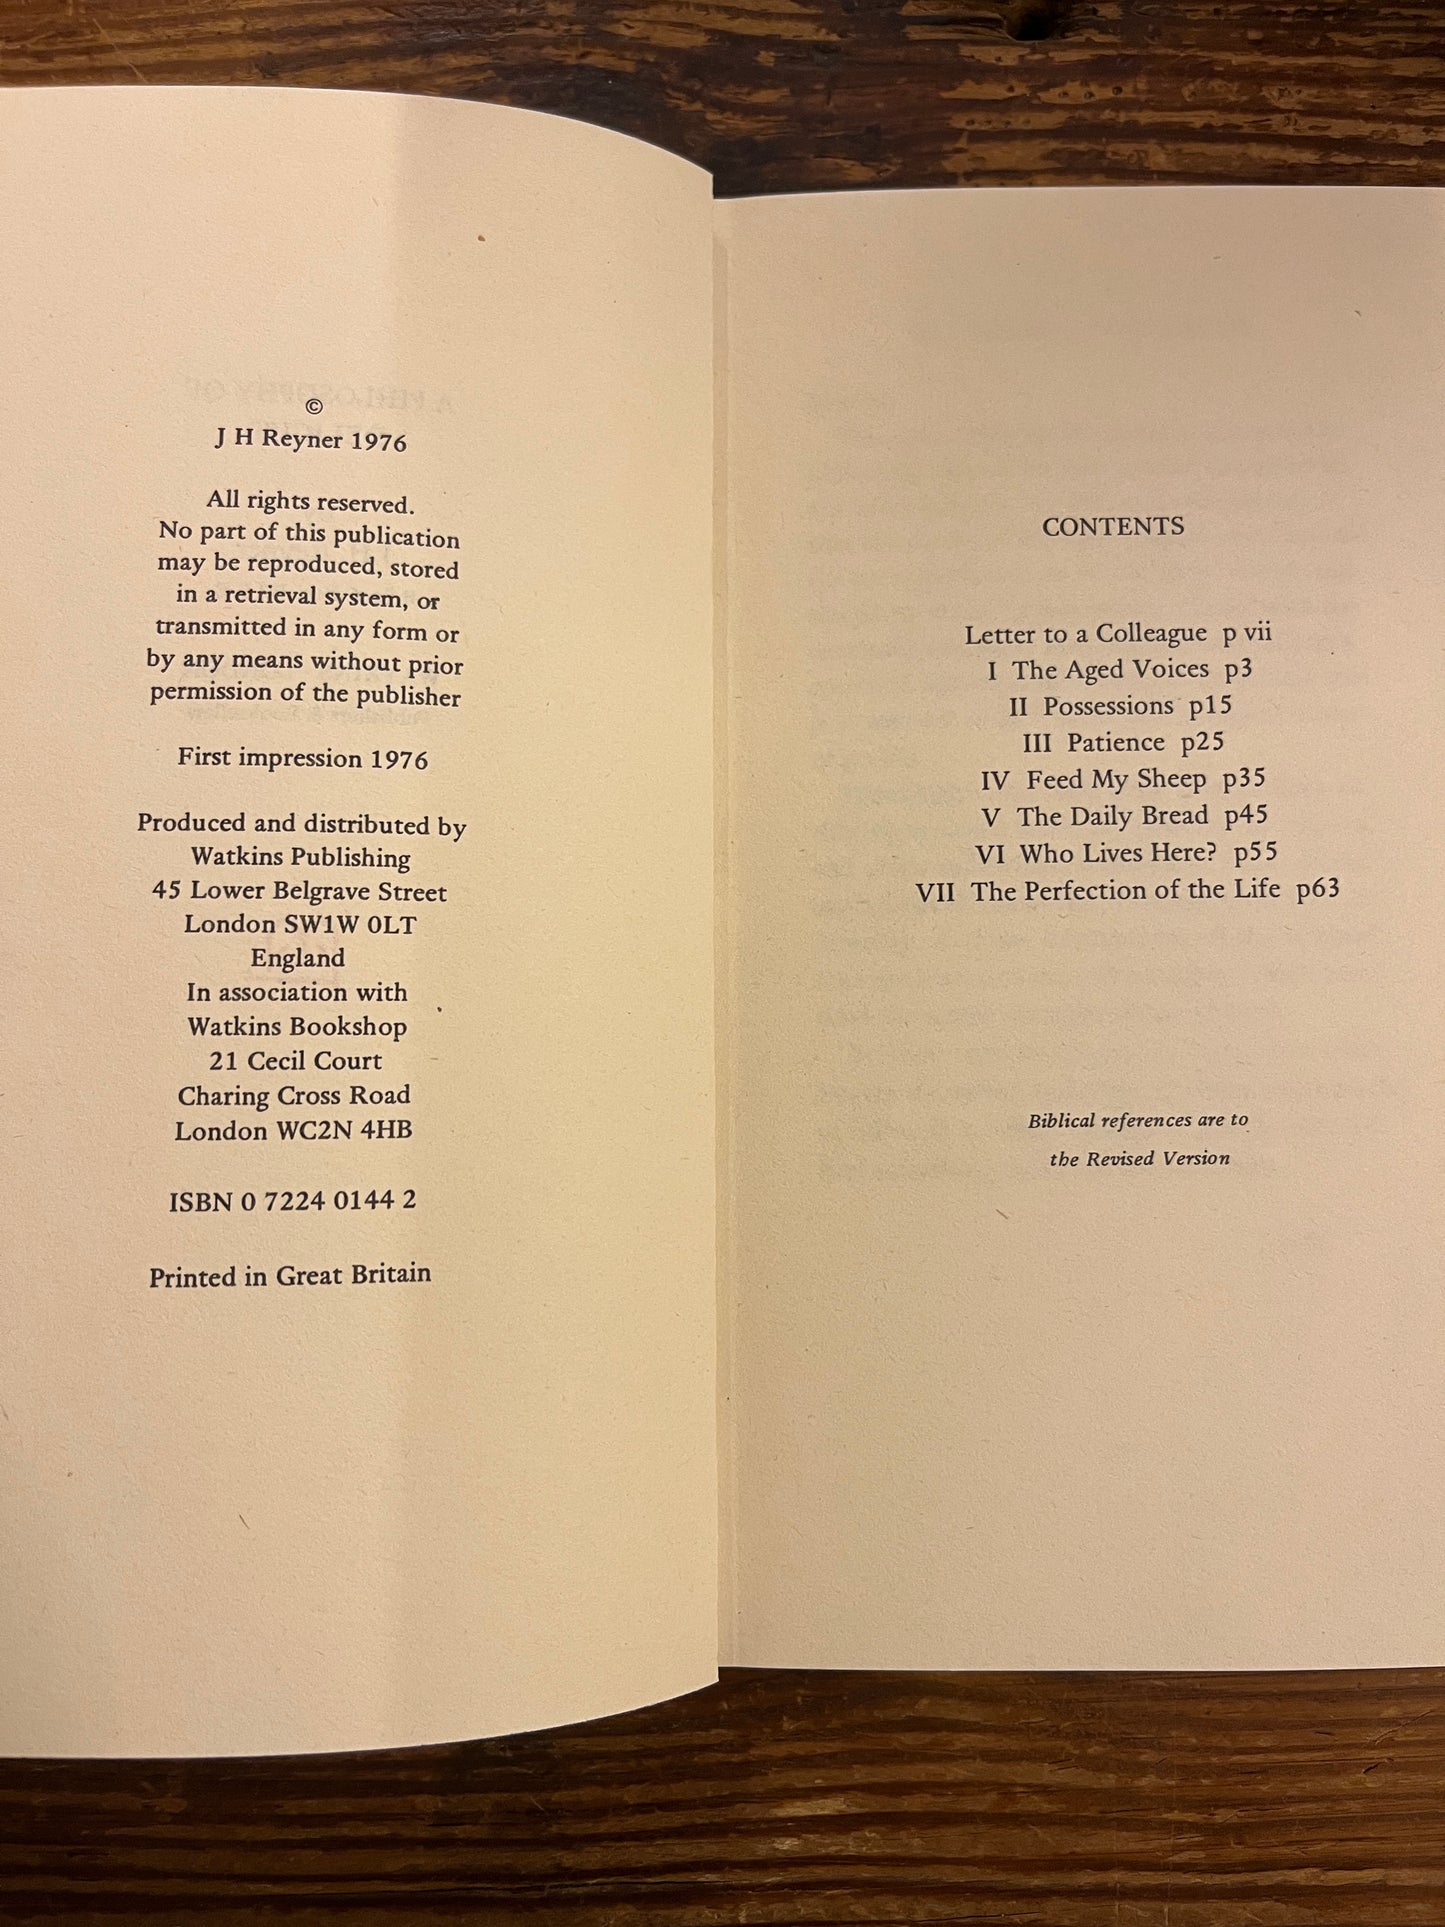 ©
J H Reyner 1976
All rights reserved.
No part of this publication
may be reproduced, stored
in a retrieval system, or
transmitted in any form or
by any means without prior
permission of the publisher
First impression 1976
Produced and distributed by
Watkins Publishing
45 Lower Belgrave Street
London SW1W 0LT
England
In association with
Watkins Bookshop
21 Cecil Court
Charing Cross Road
London WC2N 4HB
ISBN 0 7224 0144 2
Printed in Great Britain
CONTENTS
Letter to a Colleague p vii
I The Aged Voices p3
II Possessions p15
III Patience p25
IV Feed My Sheep p35
V The Daily Bread p45
VI Who Lives Here? p55
VII The Perfection of the Life p63
Biblical references are to
the Revised Version